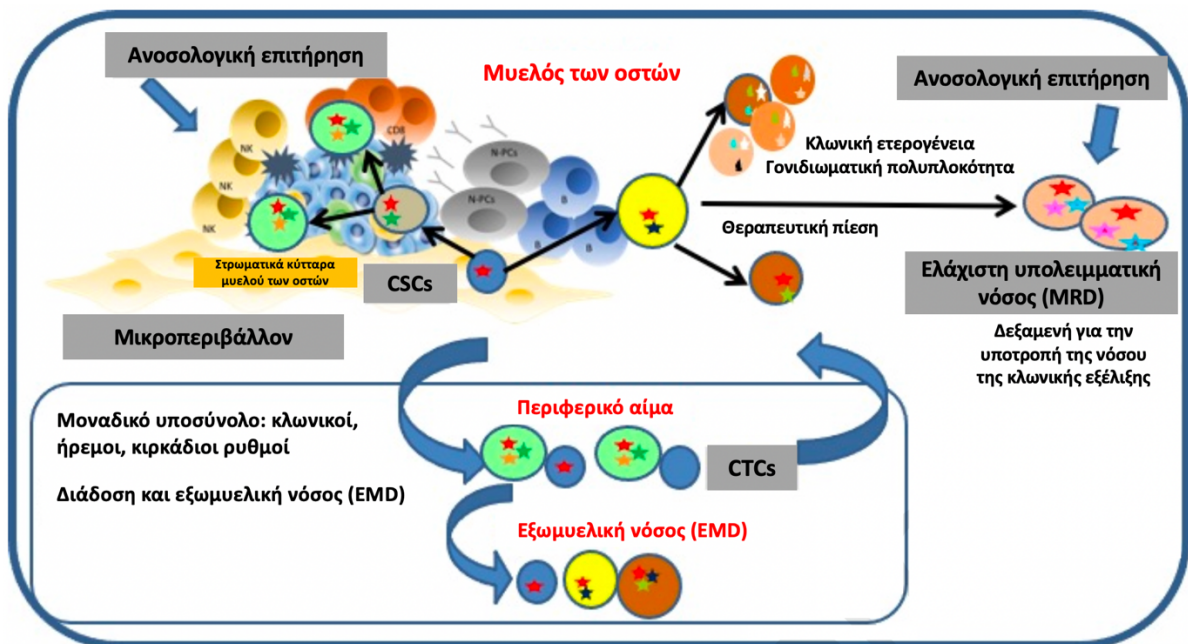 Ανοσολογική επιτήρηση
Μυελός των οστών
Ανοσολογική επιτήρηση
CD8
NK
NK
NK
N-PCs
N-PCs
B
B
B
Κλωνική ετερογένεια
Γονιδιωματική πολυπλοκότητα
Θεραπευτική πίεση
Στρωματικά κύτταρα
μυελού των οστών
CSCs
Ελάχιστη υπολειμματική
νόσος (MRD)
Μικροπεριβάλλον
Δεξαμενή για την
υποτροπή της νόσου
της κλωνικής εξέλιξης
Μοναδικό υποσύνολο: κλωνικοί,
ήρεμοι, κιρκάδιοι ρυθμοί
Διάδοση και εξωμυελική νόσος (EMD)
Περιφερικό αίμα
CTCs
Εξωμυελική νόσος (EMD)